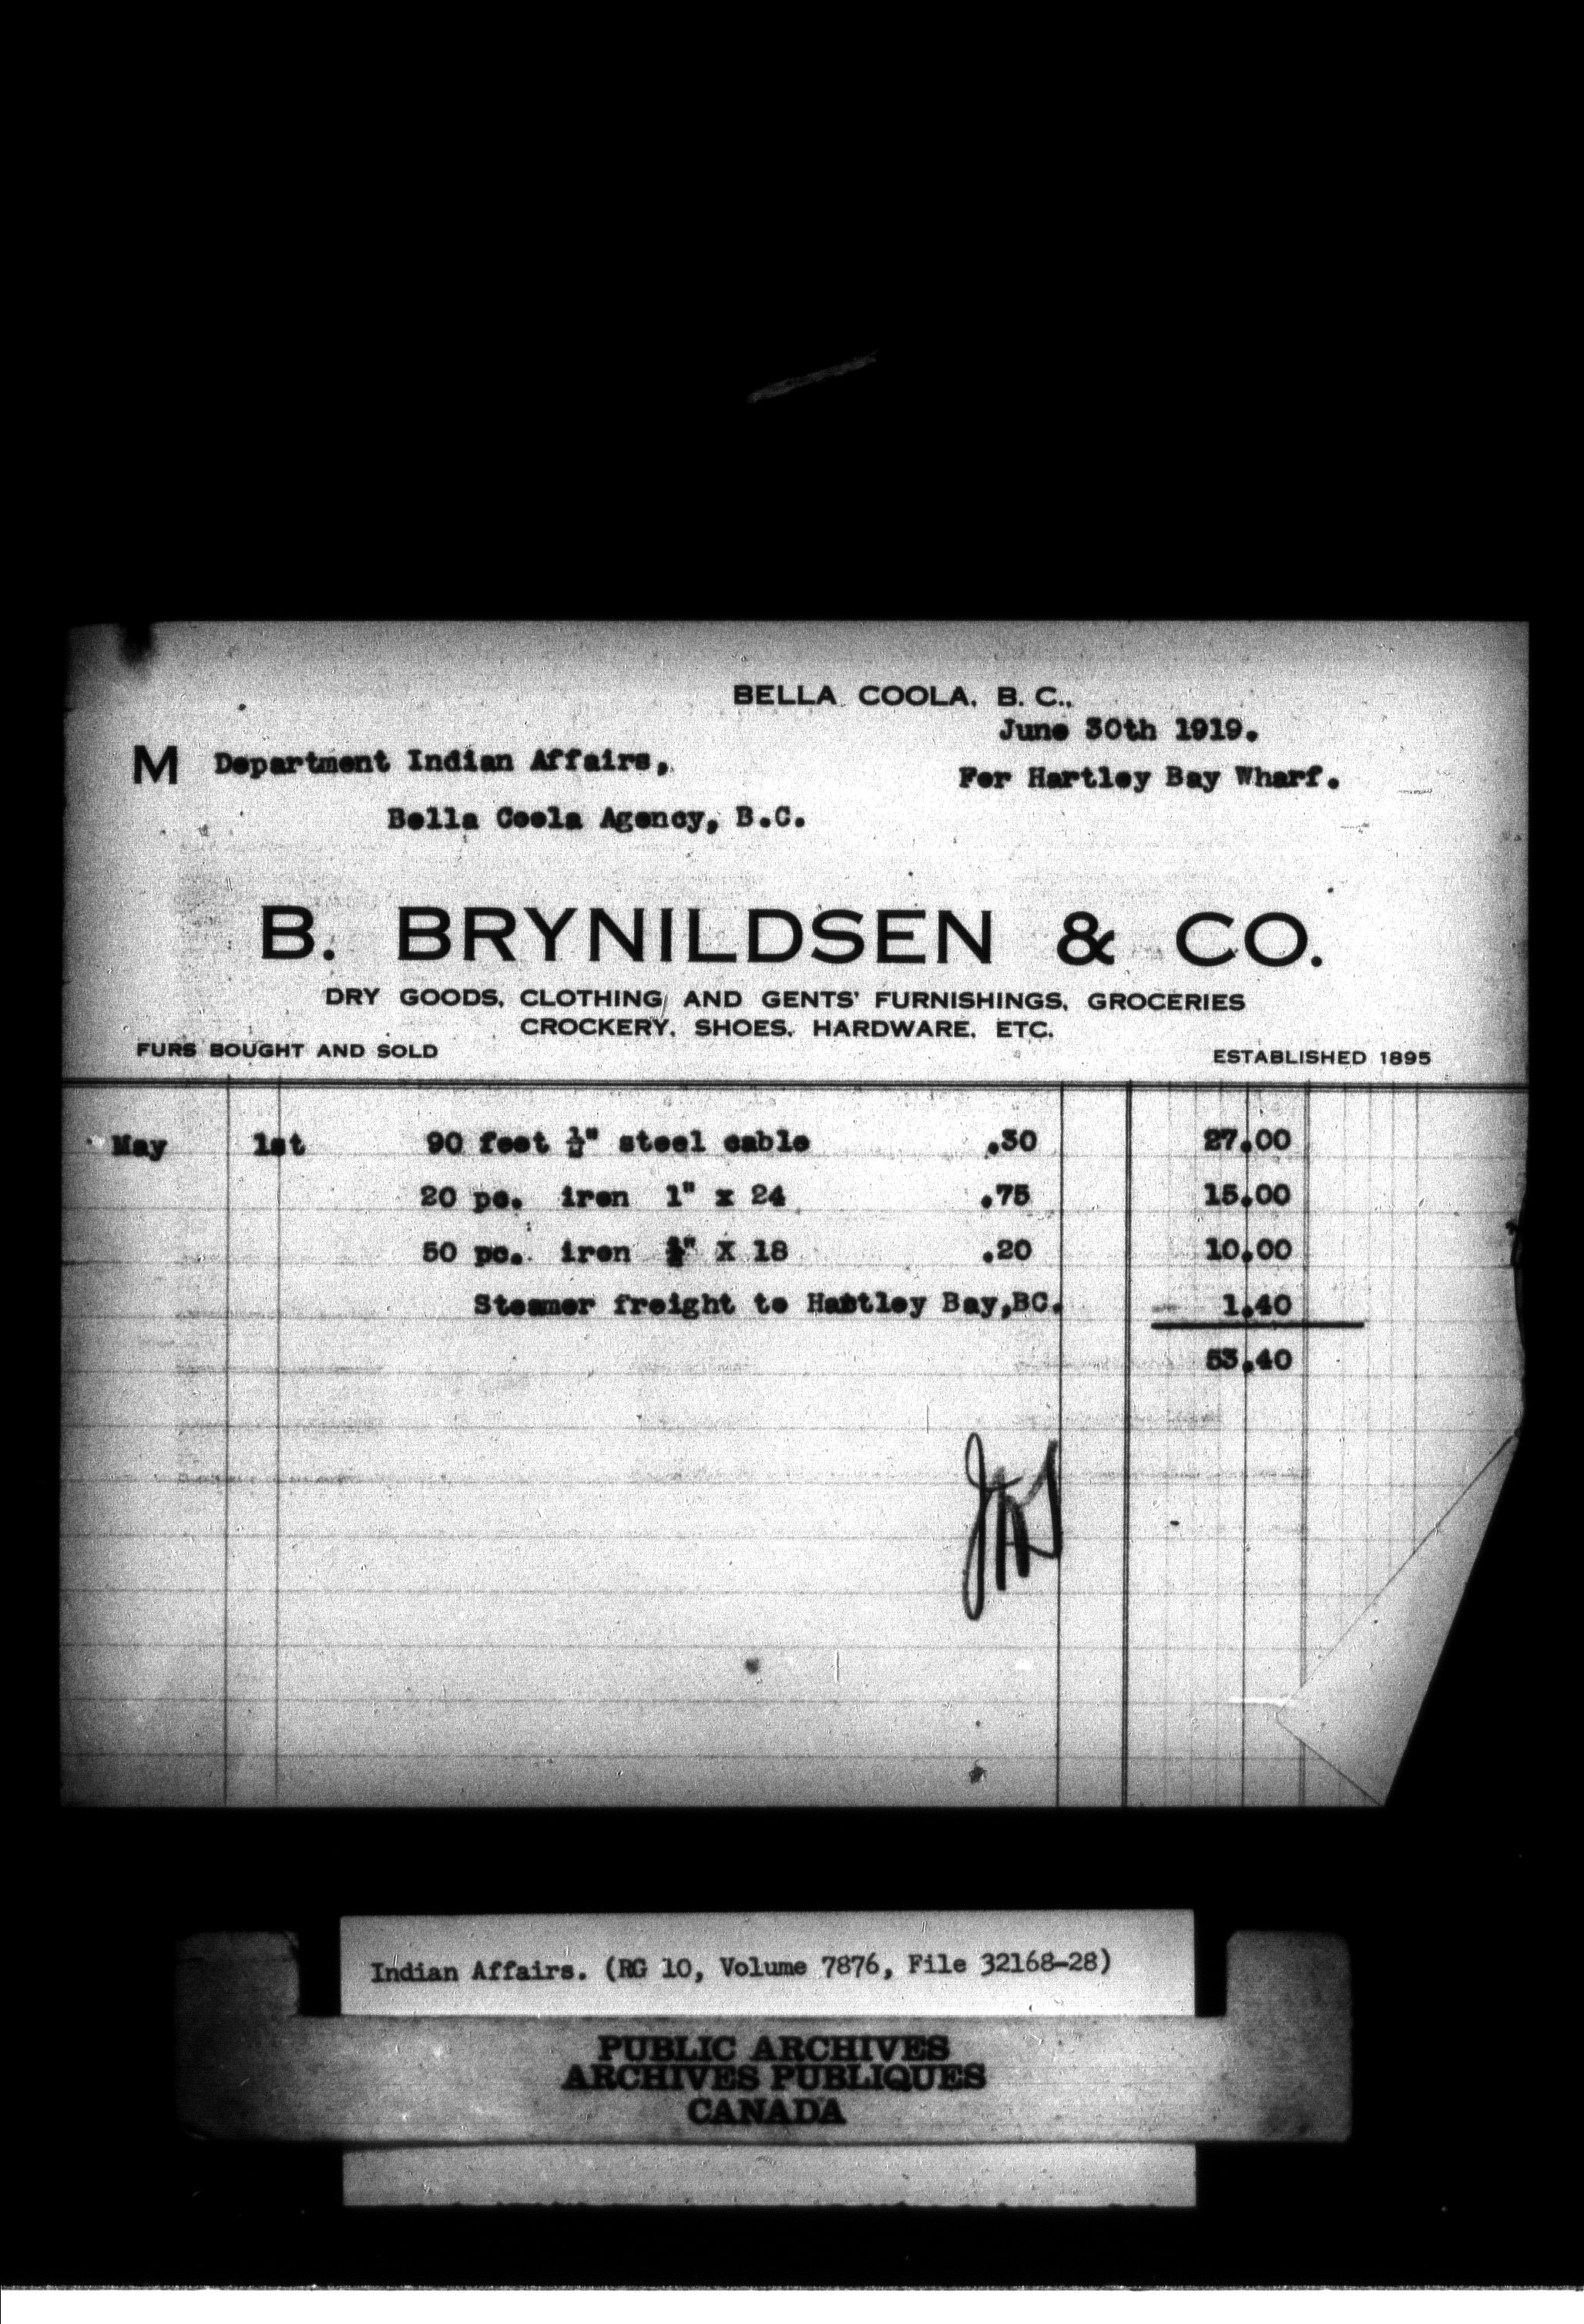 BELLA COOLA, B. C.,
June 30th 1919.
M Department Indian Affairs,
For Hartley Bay Wharf.
Bella Coola Agency, B.C.
B. BRYNILDSEN & CO.
DRY GOODS, CLOTHING AND GENTS' FURNISHINGS, GROCERIES
CROCKERY, SHOES, HARDWARE, ETC.
FURS BOUGHT AND SOLD ESTABLISHED 1895
May 1st 90 feet ½" steel cable .30 27.00
20 pc. iron 1" x 24 .75 15.00
50 pc. iron " X 18 .20 10.00
Steamer freight to Hartley Bay,BC. 1.40
53.40
Indian Affairs. (RG 10, Volume 7876, File 32168-28)
PUBLIC ARCHIVES
ARCHIVES PUBLIQUES
CANADA